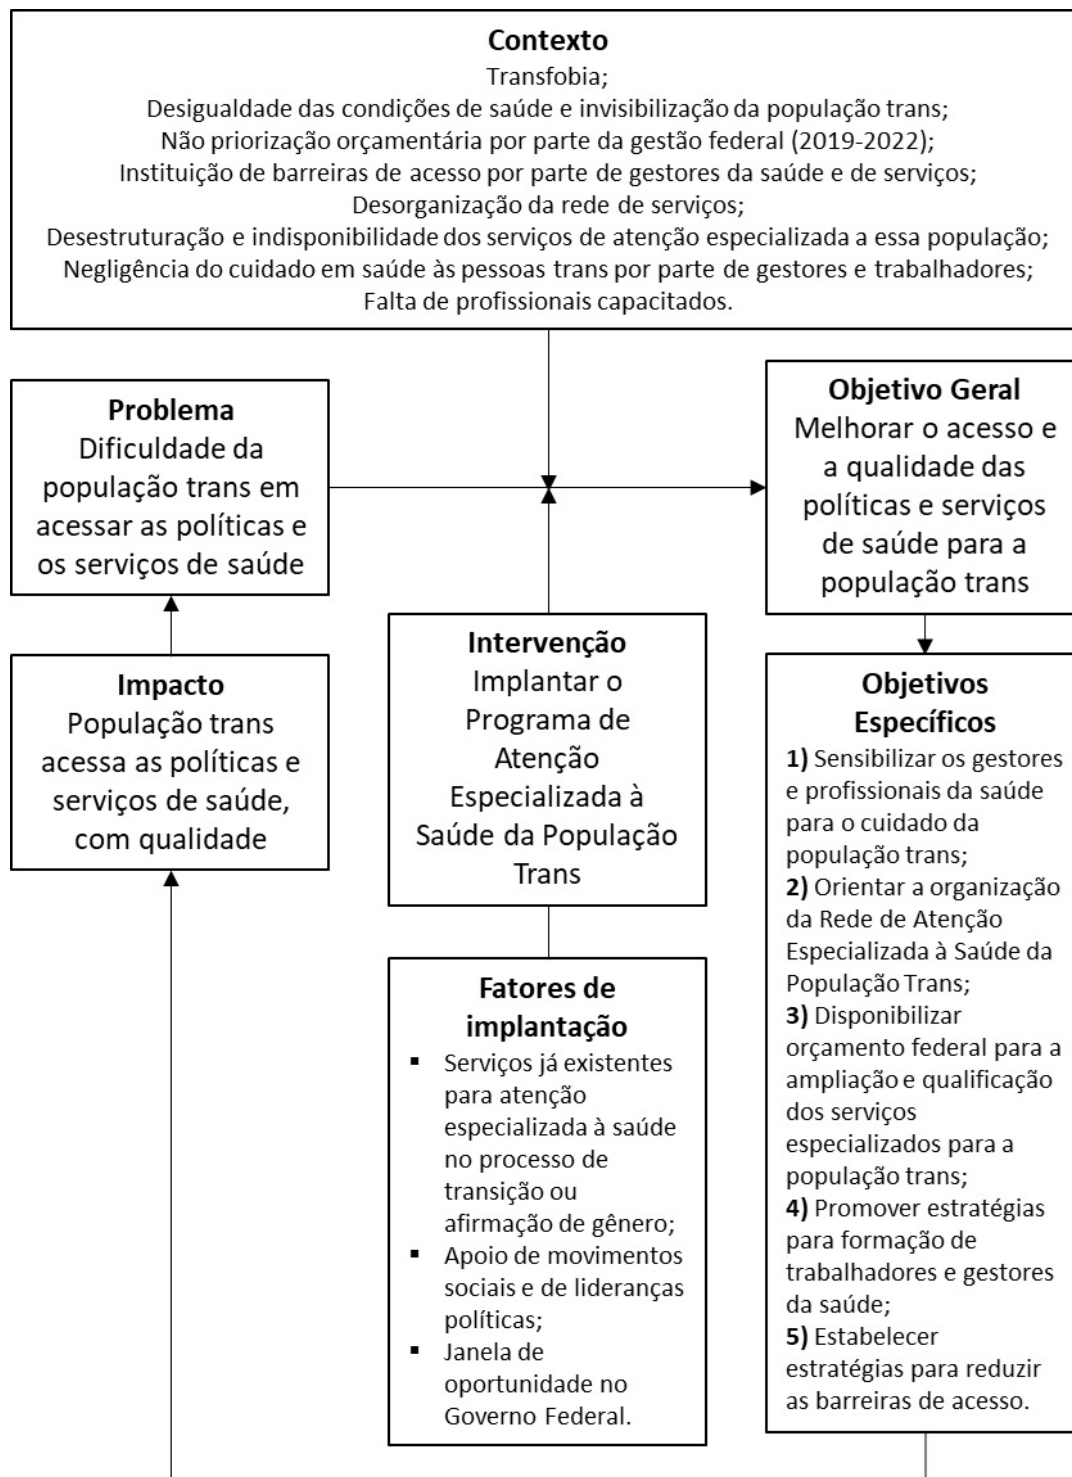 Contexto
Transfobia;
Desigualdade das condições de saúde e invisibilização da população trans;
Não priorização orçamentária por parte da gestão federal (2019-2022);
Instituição de barreiras de acesso por parte de gestores da saúde e de serviços;
Desorganização da rede de serviços;
Desestruturação e indisponibilidade dos serviços de atenção especializada a essa população;
Negligência do cuidado em saúde às pessoas trans por parte de gestores e trabalhadores;
Falta de profissionais capacitados.
Problema
Dificuldade da
população trans em
acessar as políticas e
os serviços de saúde
Objetivo Geral
Melhorar o acesso e
a qualidade das
políticas e serviços
de saúde para a
população trans
Impacto
População trans
acessa as políticas e
serviços de saúde,
com qualidade
Intervenção
Implantar o
Programa de
Atenção
Especializada à
Saúde da População
Trans
Fatores de
implantação
▪ Serviços já existentes
para atenção
especializada à saúde
no processo de
transição ou
afirmação de gênero;
▪ Apoio de movimentos
sociais e de lideranças
políticas;
▪ Janela de
oportunidade no
Governo Federal.
Objetivos
Específicos
1) Sensibilizar os gestores
e profissionais da saúde
para o cuidado da
população trans;
2) Orientar a organização
da Rede de Atenção
Especializada à Saúde da
População Trans;
3) Disponibilizar
orçamento federal para a
ampliação e qualificação
dos serviços
especializados para a
população trans;
4) Promover estratégias
para formação de
trabalhadores e gestores
da saúde;
5) Estabelecer
estratégias para reduzir
as barreiras de acesso.